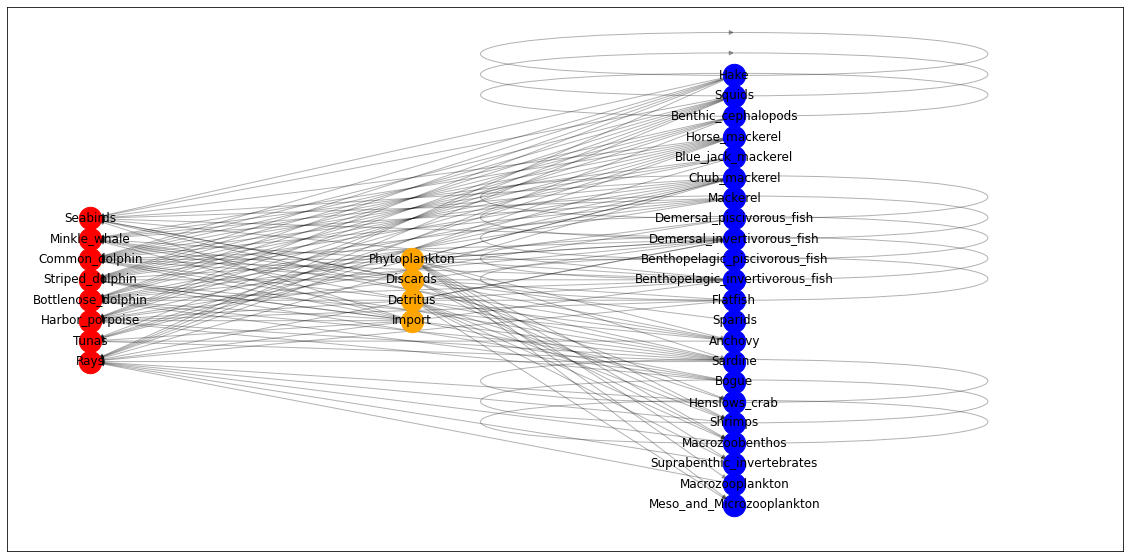 Seabirds
Minkle_whale
Common_dolphin
Striped_dolphin
Bottlenose_dolphin
Harbor_porpoise
Tunas
Rays
Phytoplankton
Discards
Detritus
Import
Hake
Squids
Benthic_cephalopods
Horse_mackerel
Blue_jack_mackerel
Chub_mackerel
Mackerel
Demersal_piscivorous_fish
Demersal_invertivorous_fish
Benthopelagic_piscivorous_fish
Benthopelagic_invertivorous_fish
Flatfish
Sparids
Anchovy
Sardine
Bogue
Henslows_crab
Shrimps
Macrozoobenthos
Suprabenthic_invertebrates
Macrozooplankton
Meso_and_Microzooplankton